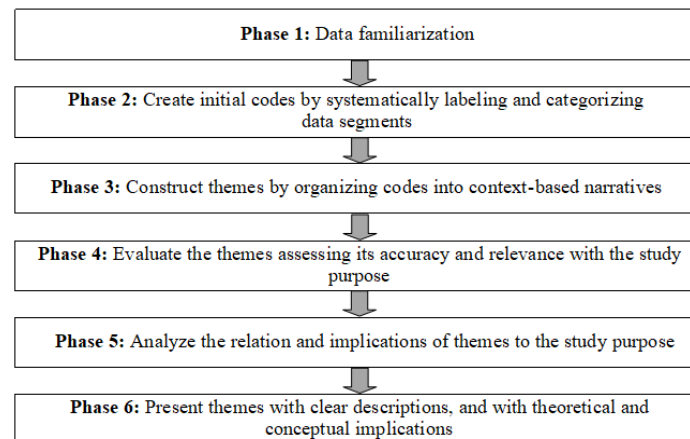 Phase 1: Data familiarization
Phase 2: Create initial codes by systematically labeling and categorizing
data segments
Phase 3: Construct themes by organizing codes into context-based narratives
Phase 4: Evaluate the themes assessing its accuracy and relevance with the study
purpose
Phase 5: Analyze the relation and implications of themes to the study purpose
Phase 6: Present themes with clear descriptions, and with theoretical and
conceptual implications